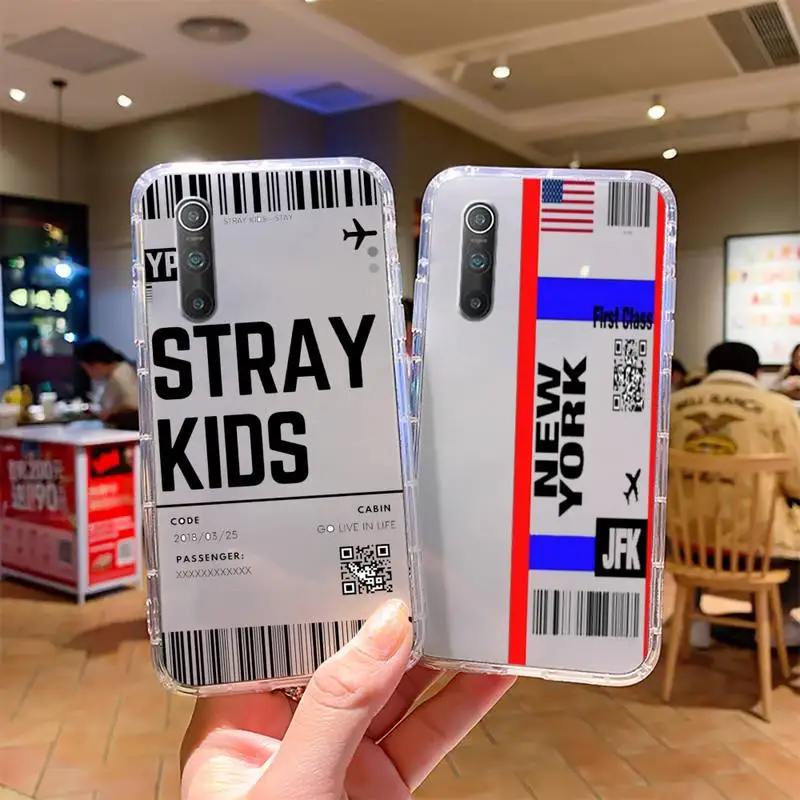 STRAY KIDS - STAY
YP
STRAY
KIDS
CODE
CABIN
2018/03/25
GO LIVE IN LIFE
PASSENGER:
XXXXXXXXXXXX
First Class
NEW
YORK
JFK